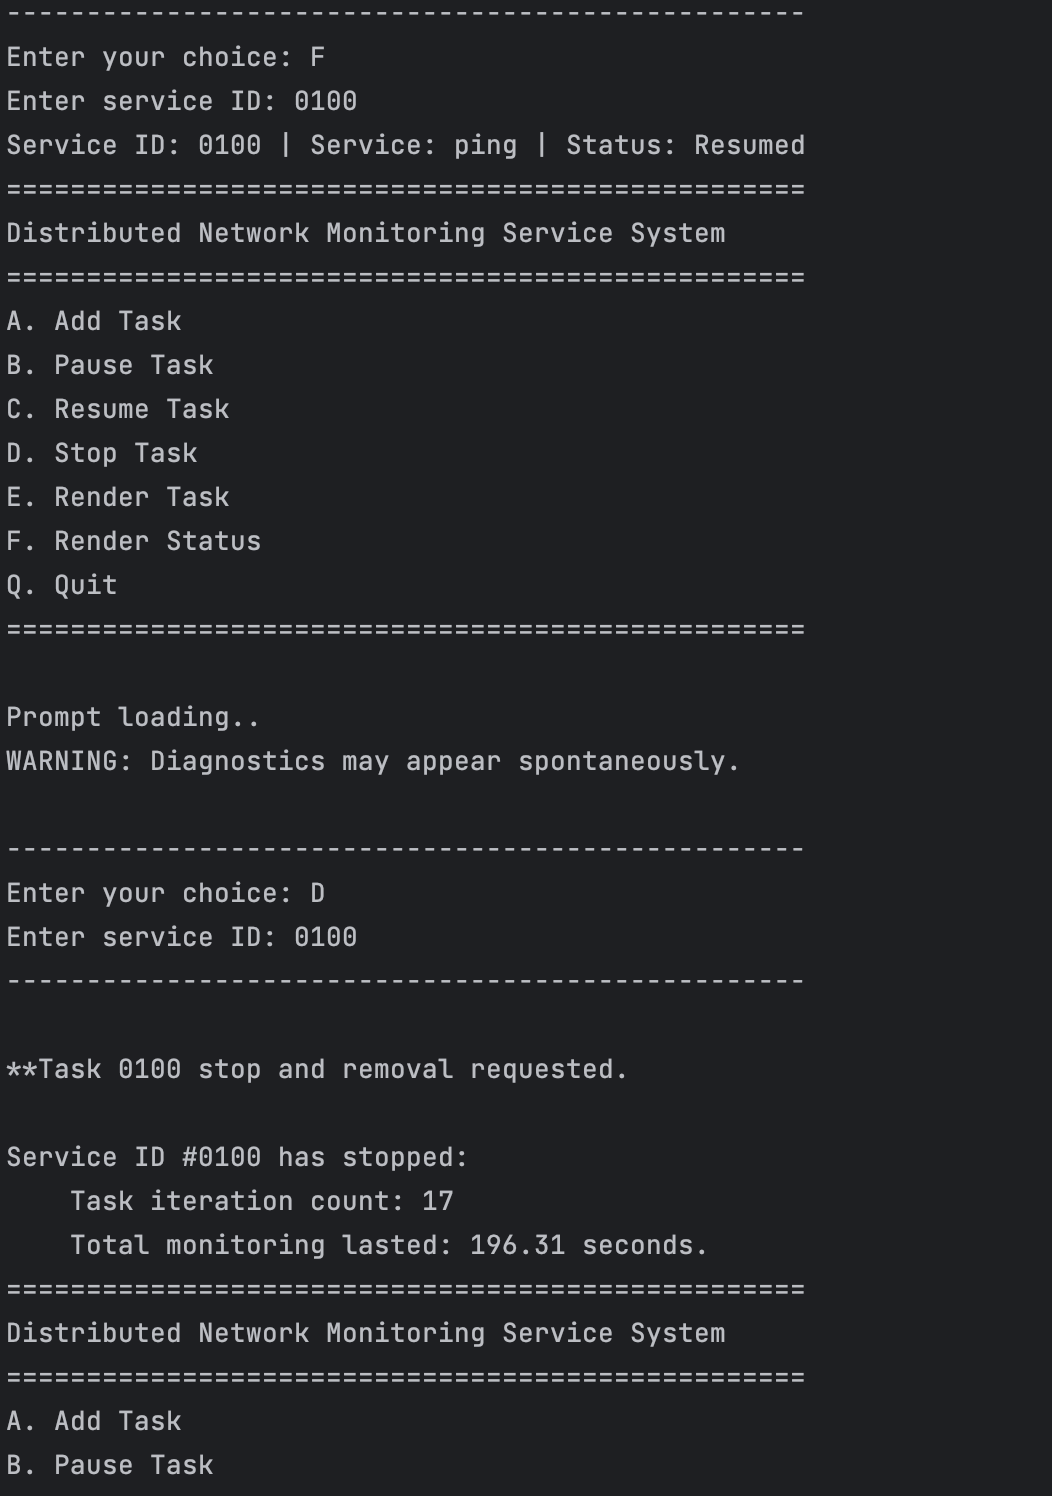 --------------------------------------------------
Enter your choice: F
Enter service ID: 0100
Service ID: 0100 | Service: ping | Status: Resumed
==================================================
Distributed Network Monitoring Service System
==================================================
A. Add Task
B. Pause Task
C. Resume Task
D. Stop Task
E. Render Task
F. Render Status
Q. Quit
==================================================
Prompt loading..
WARNING: Diagnostics may appear spontaneously.
--------------------------------------------------
Enter your choice: D
Enter service ID: 0100
--------------------------------------------------
**Task 0100 stop and removal requested.
Service ID #0100 has stopped:
    Task iteration count: 17
    Total monitoring lasted: 196.31 seconds.
==================================================
Distributed Network Monitoring Service System
==================================================
A. Add Task
B. Pause Task